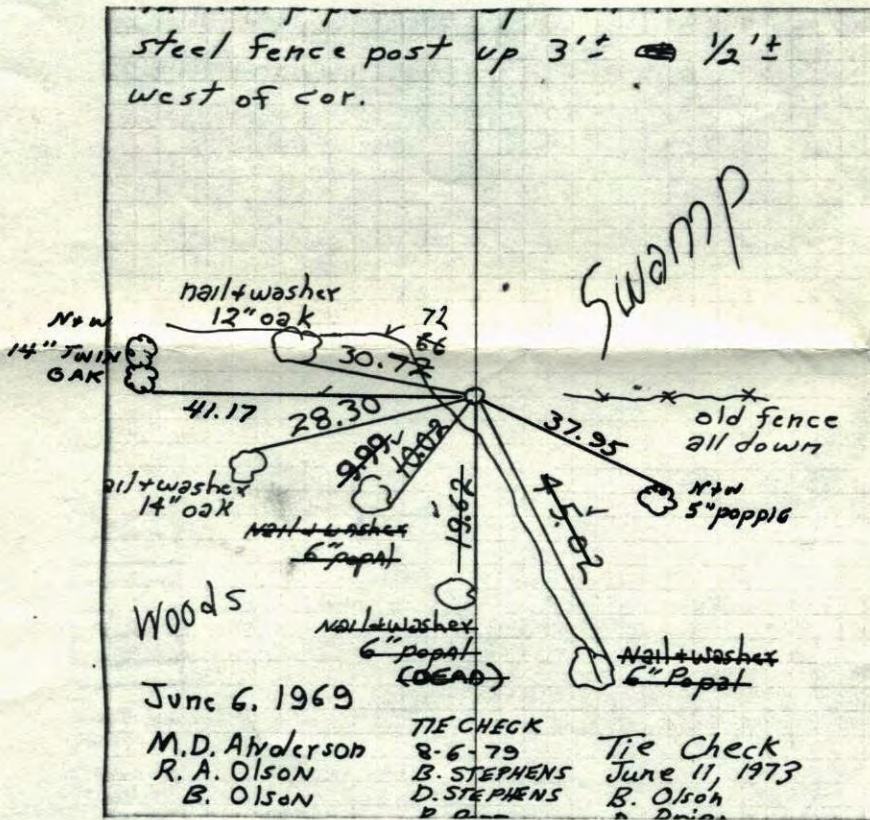 steel fence post up 3'± 1/2'±
west of cor.
Swamp
nail+washer
12" oak
N+W
14" TWIN
OAK
72
66
30.78
41.17
28.30
9.99
10.02
19.62
45.02
37.95
old fence
all down
N+W
5" popple
ail+washer
14" oak
Nail+washer
6" popal
Woods
Nail+washer
6" popal
(DEAD)
Nail+washer
6" Popal
June 6, 1969
M.D. Anderson
R. A. Olson
B. Olson
TIE CHECK
8-6-79
B. STEPHENS
D. STEPHENS
Tie Check
June 11, 1973
B. Olson